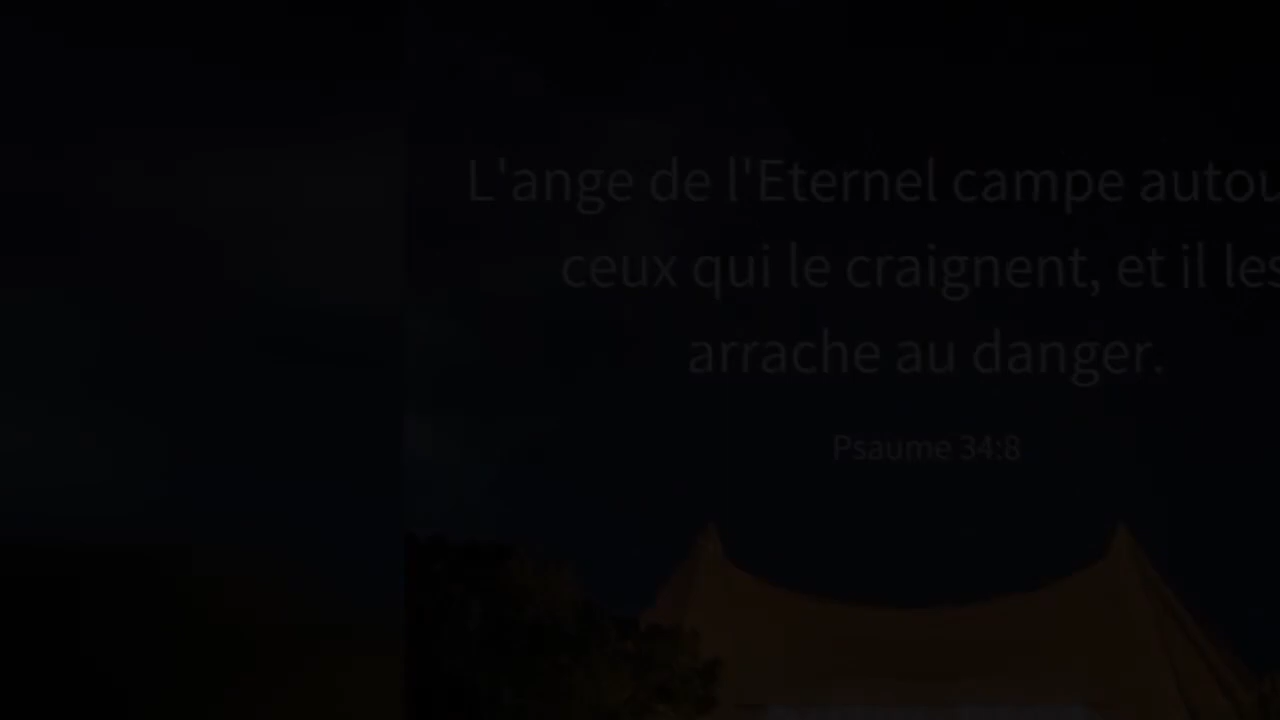 L'ange de l'Eternel campe autou
ceux qui le craignent, et il les
arrache au danger.
Psaume 34:8